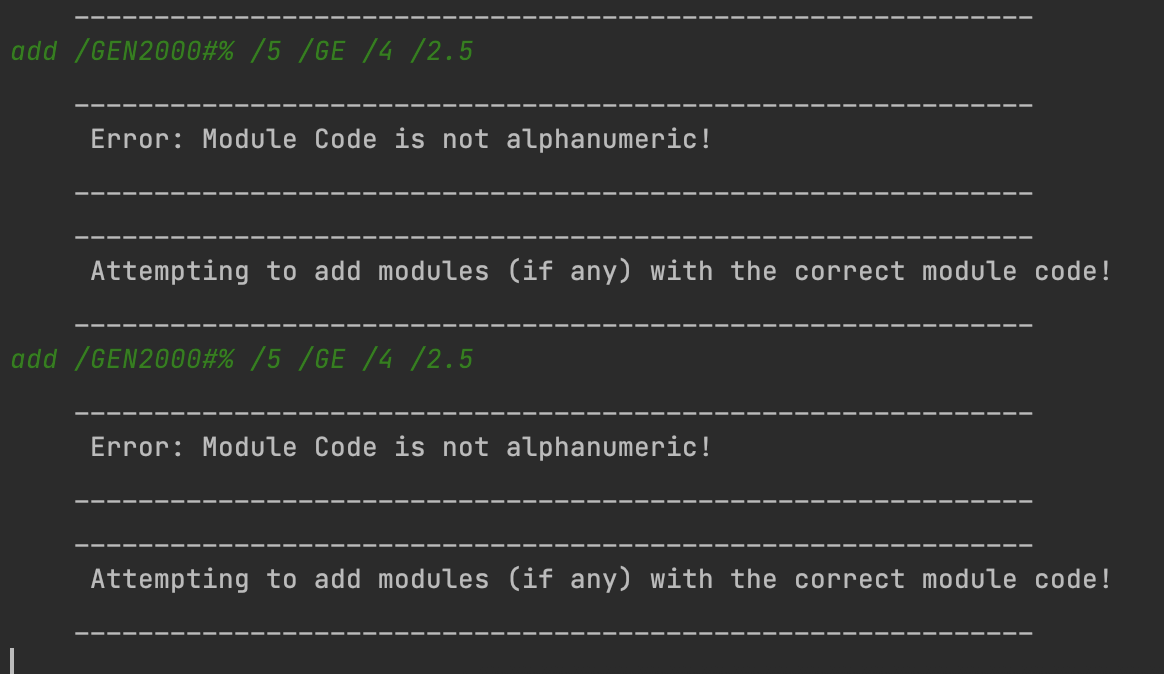 ____________________________________________________________
add /GEN2000#% /5 /GE /4 /2.5
____________________________________________________________
Error: Module Code is not alphanumeric!
____________________________________________________________
____________________________________________________________
Attempting to add modules (if any) with the correct module code!
____________________________________________________________
add /GEN2000#% /5 /GE /4 /2.5
____________________________________________________________
Error: Module Code is not alphanumeric!
____________________________________________________________
____________________________________________________________
Attempting to add modules (if any) with the correct module code!
____________________________________________________________